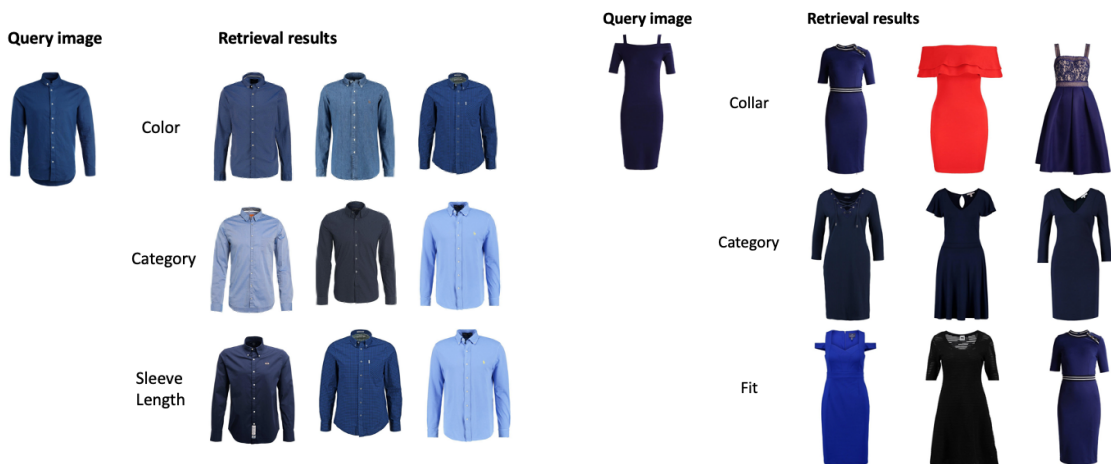 Query image
Retrieval results
Color
Category
Sleeve
Length
Query image
Retrieval results
Collar
Category
Fit